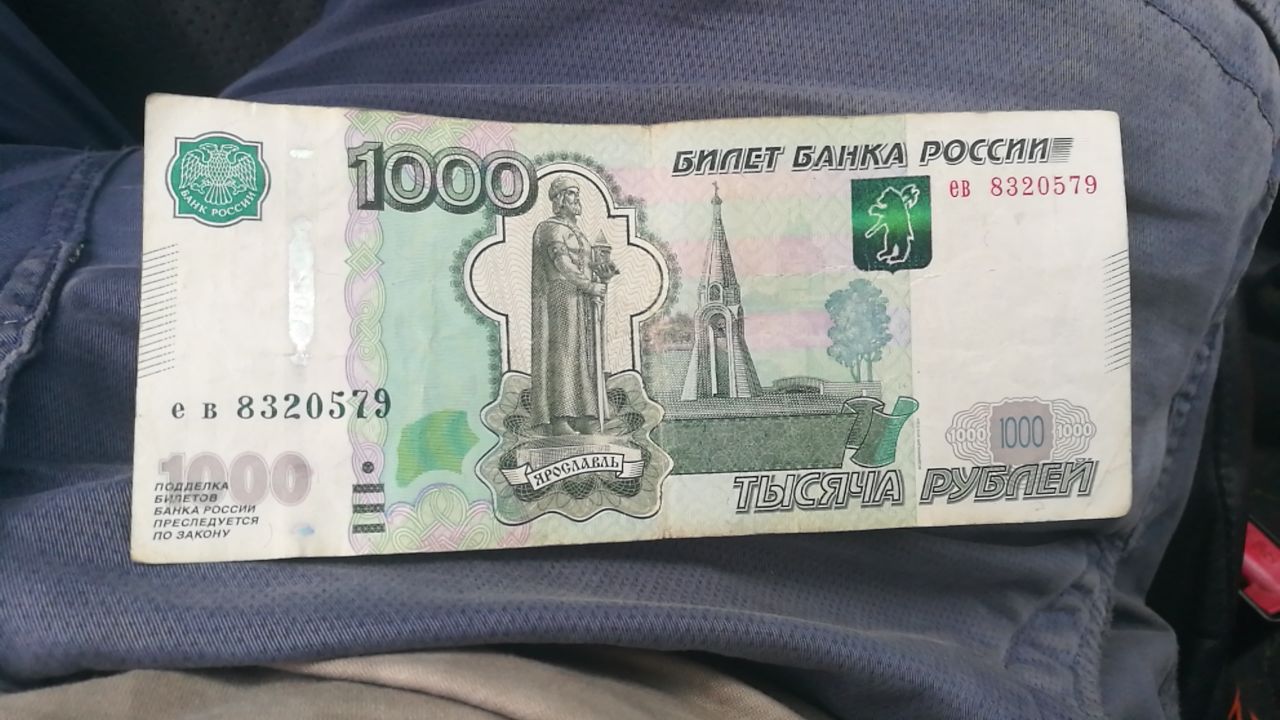 БАНК РОССИИ
1000
БИЛЕТ БАНКА РОССИИ
ев 8320579
ев 8320579
ЯРОСЛАВЛЬ
1000
ПОДДЕЛКА
БИЛЕТОВ
БАНКА РОССИИ
ПРЕСЛЕДУЕТСЯ
ПО ЗАКОНУ
1000 1000 1000
ТЫСЯЧА РУБЛЕЙ